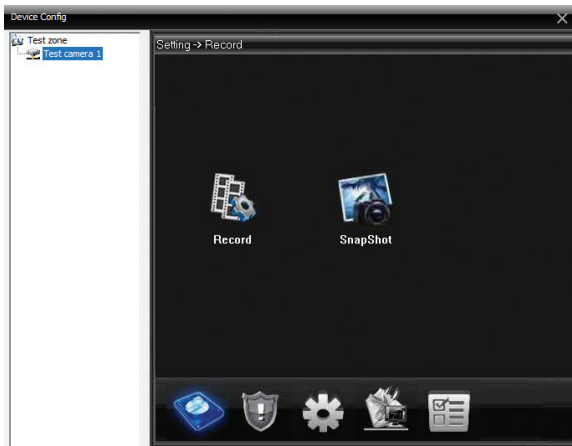 Device Config
Test zone
Test camera 1
Setting -> Record
Record
SnapShot